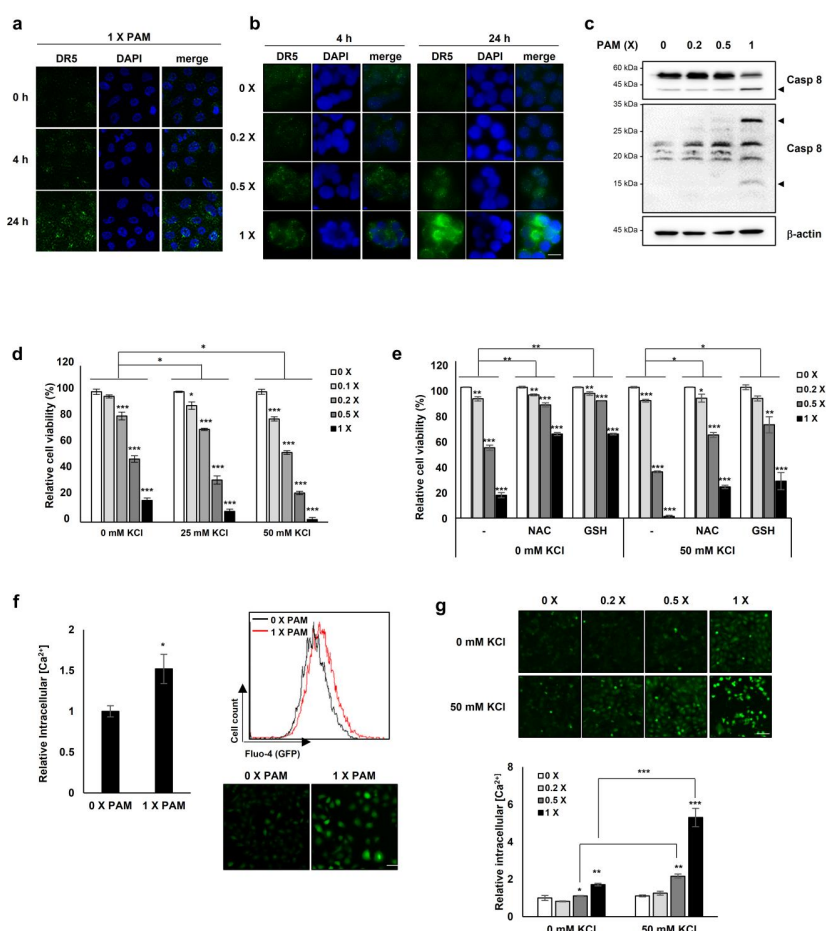 a
1 X PAM
DR5 DAPI merge
0 h
4 h
24 h
b
4 h 24 h
DR5 DAPI merge DR5 DAPI merge
0 X
0.2 X
0.5 X
1 X
c
PAM (X) 0 0.2 0.5 1
60 kDa
45 kDa
Casp 8
35 kDa
25 kDa
20 kDa
15 kDa
Casp 8
45 kDa
β-actin
d
Relative cell viability (%)
120
100
80
60
40
20
0
*
*
*** *** *** * *** *** *** *** *** *** ***
0 X
0.1 X
0.2 X
0.5 X
1 X
0 mM KCl 25 mM KCl 50 mM KCl
e
Relative cell viability (%)
120
100
80
60
40
20
0
**
**
*
*
** *** *** ** *** *** ** *** *** *** *** *** * *** *** ** ***
0 X
0.2 X
0.5 X
1 X
- NAC GSH - NAC GSH
0 mM KCl 50 mM KCl
f
Relative Intracellular [Ca²⁺]
2
1.5
1
0.5
0
*
0 X PAM 1 X PAM
0 X PAM
1 X PAM
Cell count
Fluo-4 (GFP)
0 X PAM 1 X PAM
g
0 X 0.2 X 0.5 X 1 X
0 mM KCl
50 mM KCl
Relative intracellular [Ca²⁺]
8
6
4
2
0
0 X
0.2 X
0.5 X
1 X
***
* ** ** ***
0 mM KCl 50 mM KCl